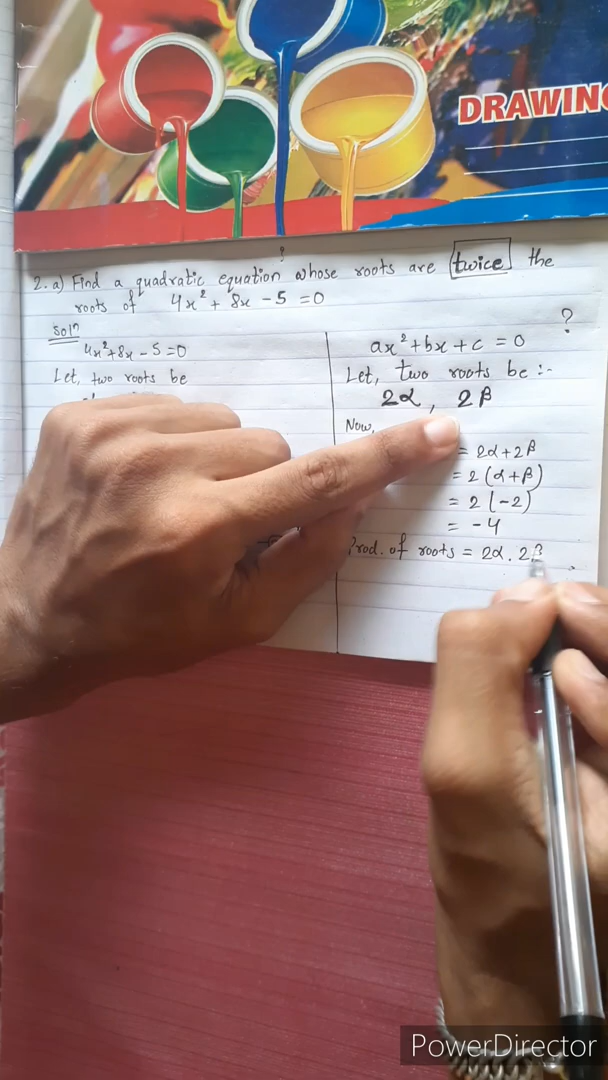 DRAWING
2. a) Find a quadratic equation whose roots are twice the
roots of 4x² + 8x - 5 = 0
Solⁿ
4x²+8x - 5 = 0
Let, two roots be
?
ax²+bx+c = 0
Let, two roots be :-
2α, 2β
Now,
= 2α+2β
= 2(α+β)
= 2(-2)
= -4
Prod. of roots = 2α. 2β
PowerDirector